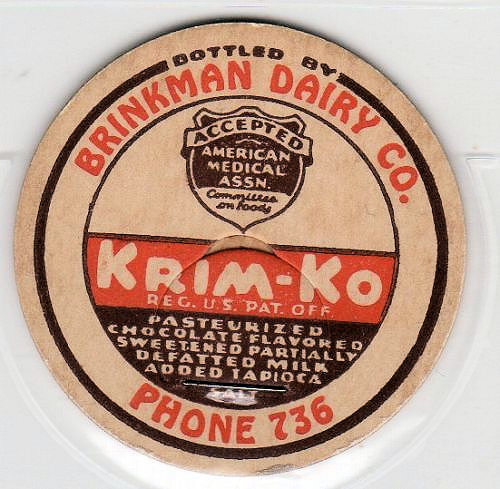 BOTTLED BY
BRINKMAN DAIRY CO.
ACCEPTED
AMERICAN
MEDICAL
ASSN.
Committee
on Foods
KRIM-KO
REG. U.S. PAT. OFF.
PASTEURIZED
CHOCOLATE FLAVORED
SWEETENED PARTIALLY
DEFATTED MILK
ADDED TAPIOCA
SALT
PHONE 736